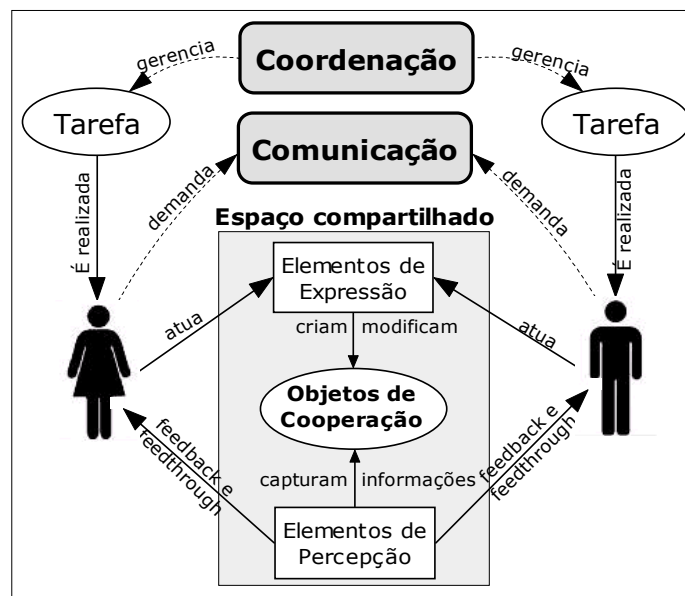 Coordenação
gerencia
gerencia
Tarefa
Tarefa
Comunicação
É realizada
demanda
demanda
É realizada
Espaço compartilhado
Elementos de
Expressão
atua
atua
criam modificam
Objetos de
Cooperação
feedback e
feedthrough
feedback e
feedthrough
capturam informações
Elementos de
Percepção